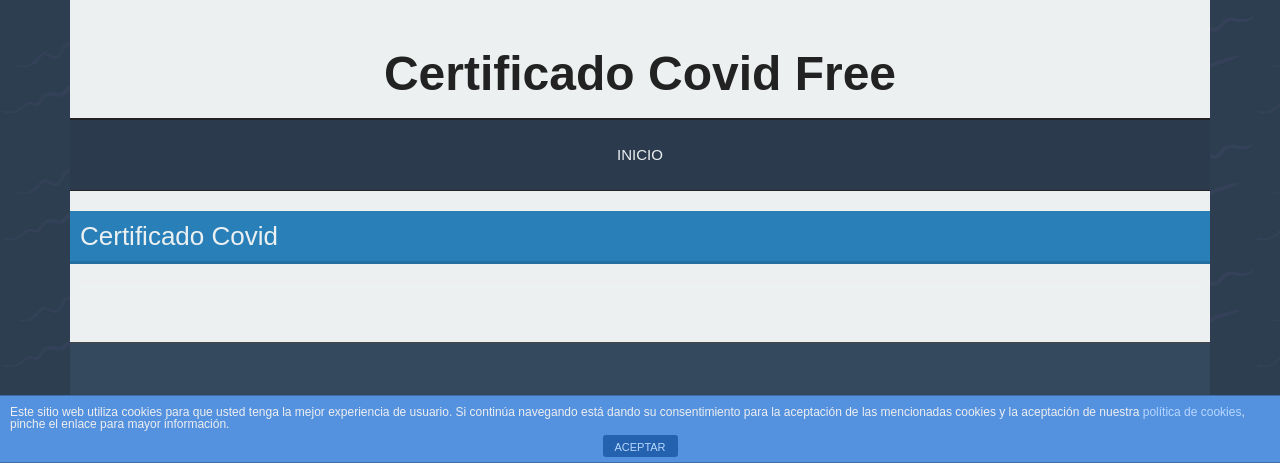 Certificado Covid Free
INICIO
Certificado Covid
Este sitio web utiliza cookies para que usted tenga la mejor experiencia de usuario. Si continúa navegando está dando su consentimiento para la aceptación de las mencionadas cookies y la aceptación de nuestra política de cookies,
pinche el enlace para mayor información.
ACEPTAR